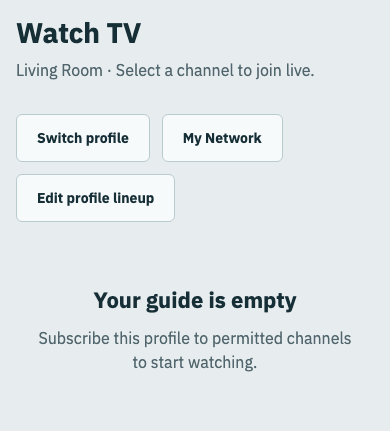 Watch TV
Living Room · Select a channel to join live.
Switch profile
My Network
Edit profile lineup
Your guide is empty
Subscribe this profile to permitted channels
to start watching.